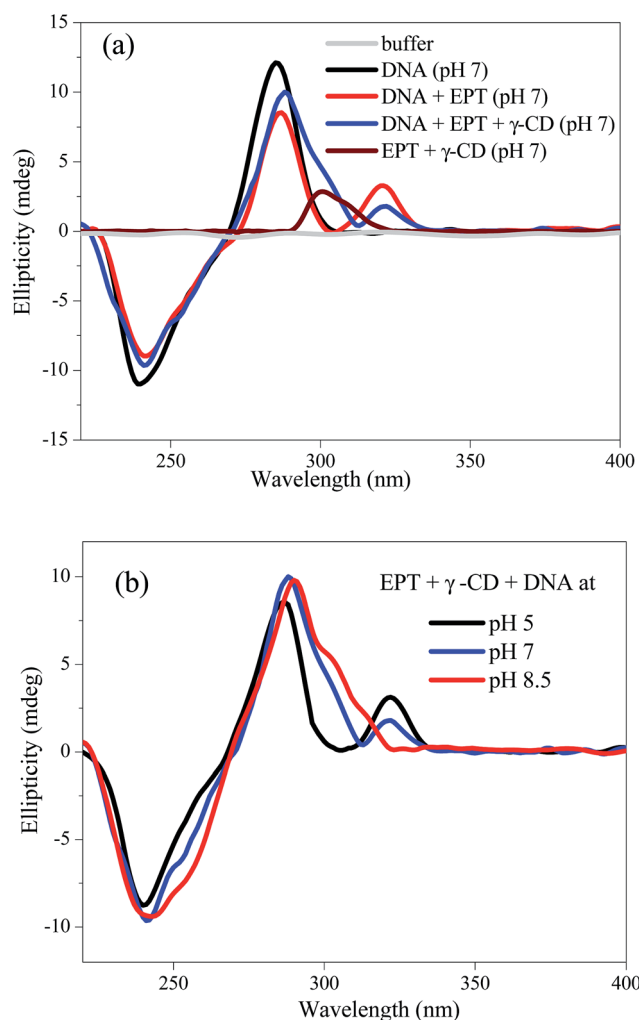 (a)
buffer
DNA (pH 7)
DNA + EPT (pH 7)
DNA + EPT + γ-CD (pH 7)
EPT + γ-CD (pH 7)
15
10
5
0
-5
-10
-15
Ellipticity (mdeg)
250
300
350
400
Wavelength (nm)
(b)
EPT + γ -CD + DNA at
pH 5
pH 7
pH 8.5
10
5
0
-5
-10
Ellipticity (mdeg)
250
300
350
400
Wavelength (nm)